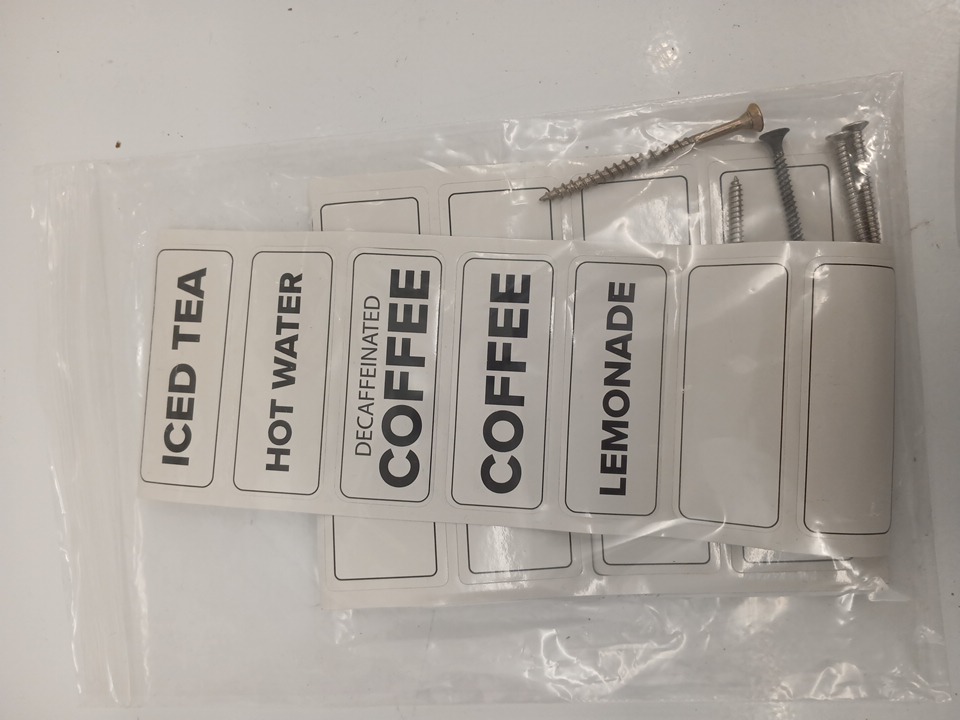 ICED TEA
HOT WATER
DECAFFEINATED
COFFEE
COFFEE
LEMONADE